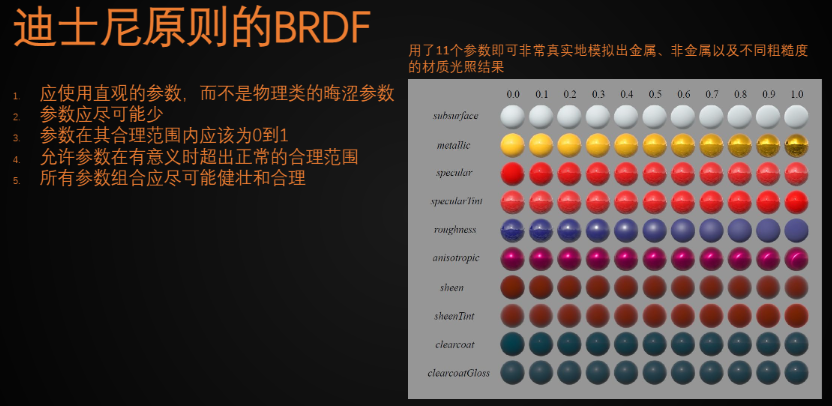 迪士尼原则的BRDF
1. 应使用直观的参数，而不是物理类的晦涩参数
2. 参数应尽可能少
3. 参数在其合理范围内应该为0到1
4. 允许参数在有意义时超出正常的合理范围
5. 所有参数组合应尽可能健壮和合理
用了11个参数即可非常真实地模拟出金属、非金属以及不同粗糙度
的材质光照结果
0.0 0.1 0.2 0.3 0.4 0.5 0.6 0.7 0.8 0.9 1.0
subsurface
metallic
specular
specularTint
roughness
anisotropic
sheen
sheenTint
clearcoat
clearcoatGloss